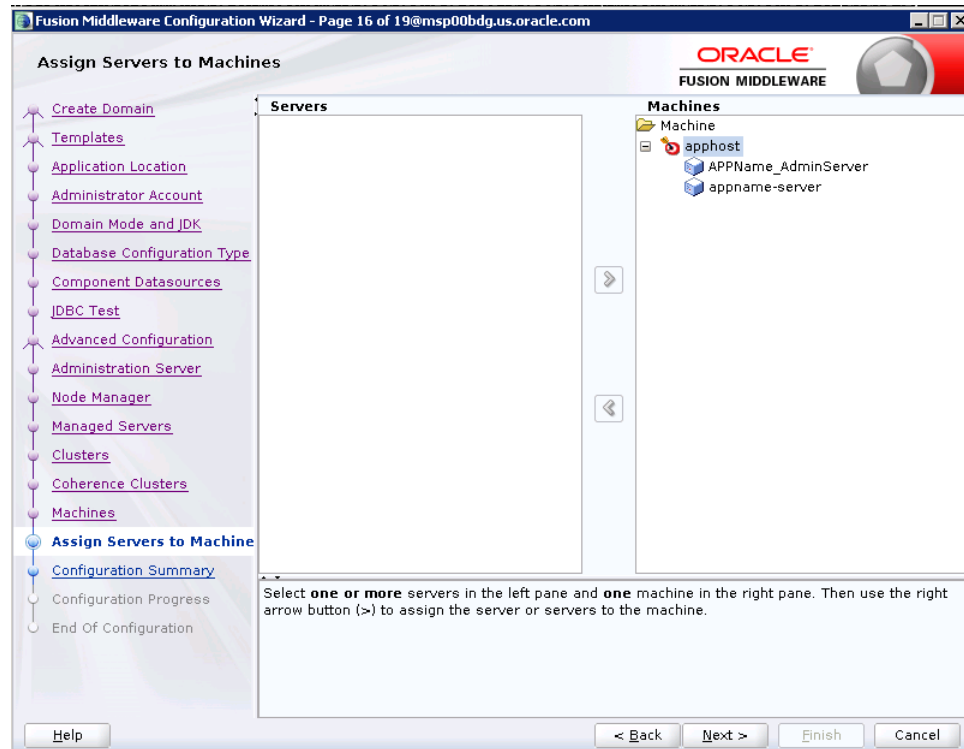 Fusion Middleware Configuration Wizard - Page 16 of 19@msp00bdg.us.oracle.com
Assign Servers to Machines
ORACLE
FUSION MIDDLEWARE
Create Domain
Templates
Application Location
Administrator Account
Domain Mode and JDK
Database Configuration Type
Component Datasources
JDBC Test
Advanced Configuration
Administration Server
Node Manager
Managed Servers
Clusters
Coherence Clusters
Machines
Assign Servers to Machine
Configuration Summary
Configuration Progress
End Of Configuration
Servers
Machines
Machine
apphost
APPName_AdminServer
appname-server
Select one or more servers in the left pane and one machine in the right pane. Then use the right
arrow button (>) to assign the server or servers to the machine.
Help
< Back
Next >
Finish
Cancel